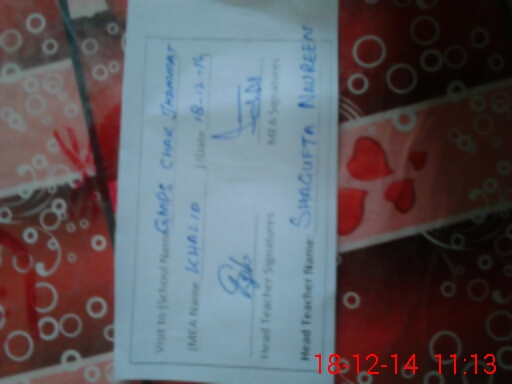 Visit to (School Name) GMPS CHAK JHARMAT
(MEA Name KHALID ) (Date 18-12-14
Head Teacher Signatures MEA Signatures
Head Teacher Name: SHAGUFTA NAUREEN
18-12-14 11:13